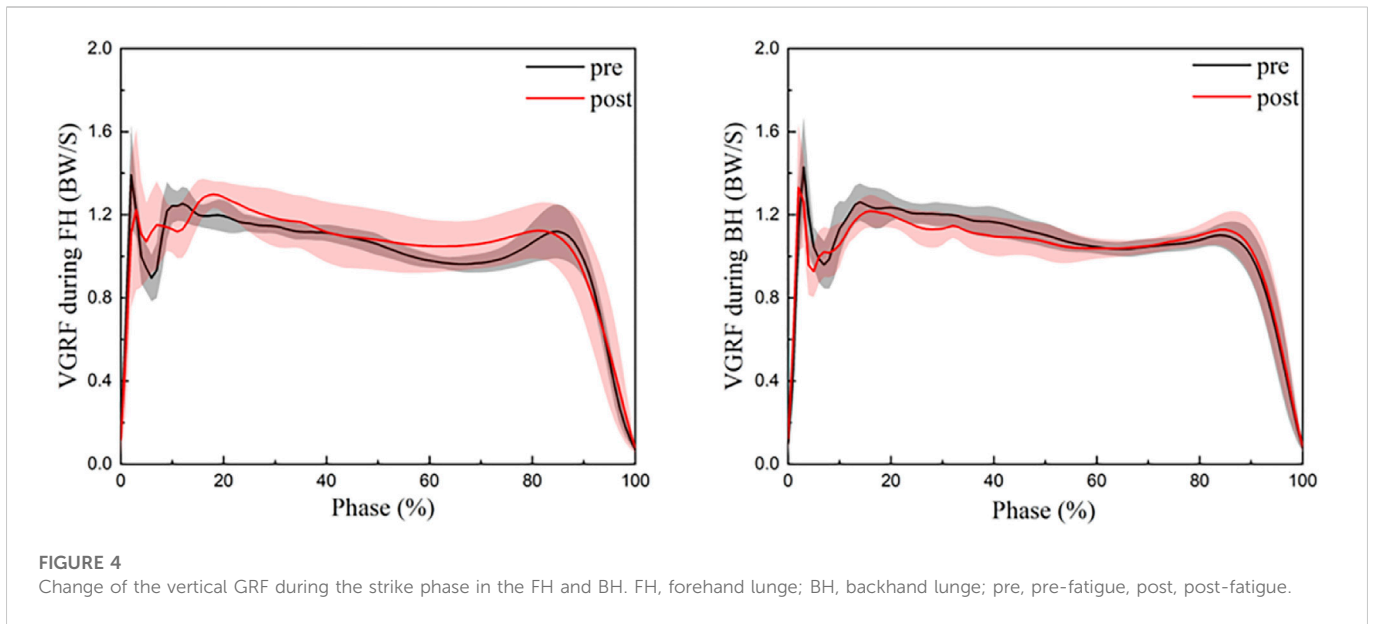 2.0
1.6
1.2
0.8
0.4
0.0
VGRF during FH (BW/S)
pre
post
0 20 40 60 80 100
Phase (%)
2.0
1.6
1.2
0.8
0.4
0.0
VGRF during BH (BW/S)
pre
post
0 20 40 60 80 100
Phase (%)
FIGURE 4
Change of the vertical GRF during the strike phase in the FH and BH. FH, forehand lunge; BH, backhand lunge; pre, pre-fatigue, post, post-fatigue.